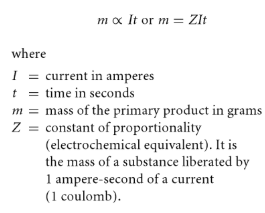 m ∝ It or m = ZIt
where
I = current in amperes
t = time in seconds
m = mass of the primary product in grams
Z = constant of proportionality
(electrochemical equivalent). It is
the mass of a substance liberated by
1 ampere-second of a current
(1 coulomb).